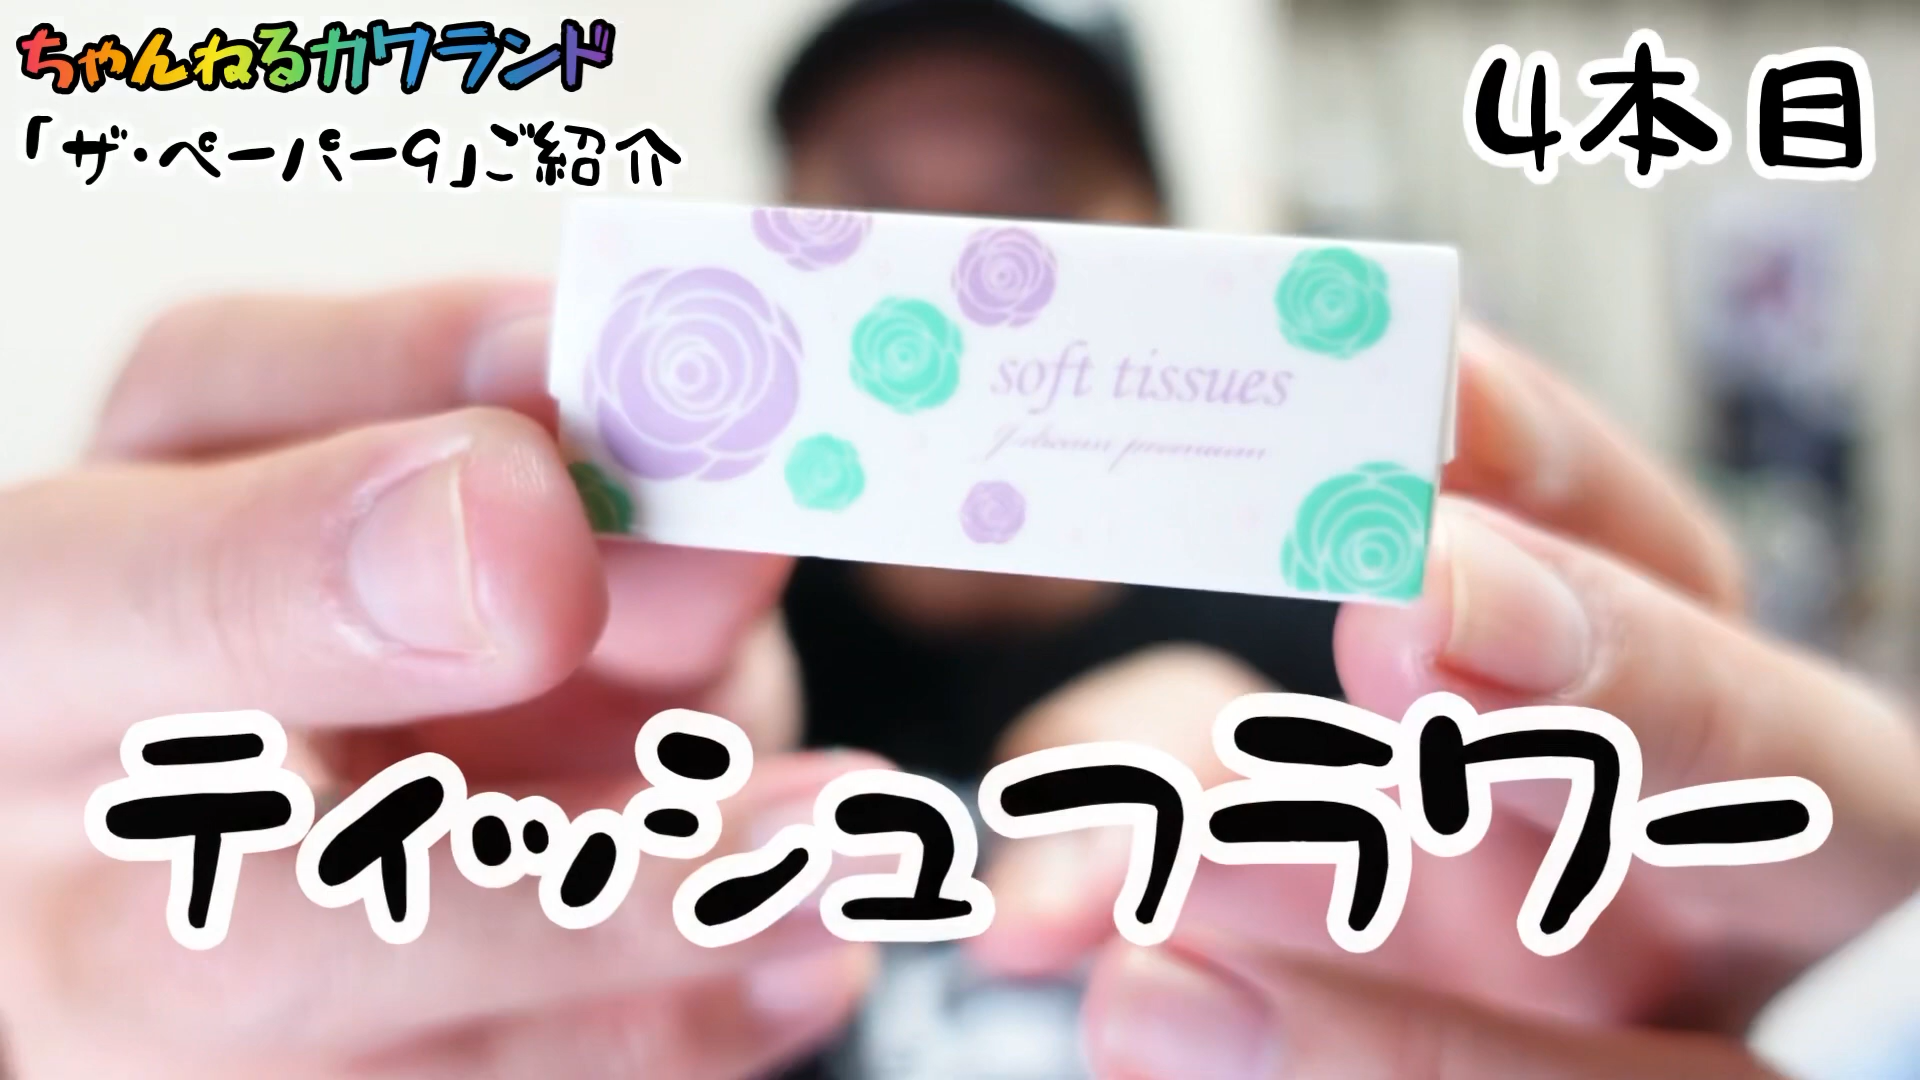 ちゃんねるカワランド
「ザ・ペーパー9」ご紹介
4本目
soft tissues
ティッシュフラワー